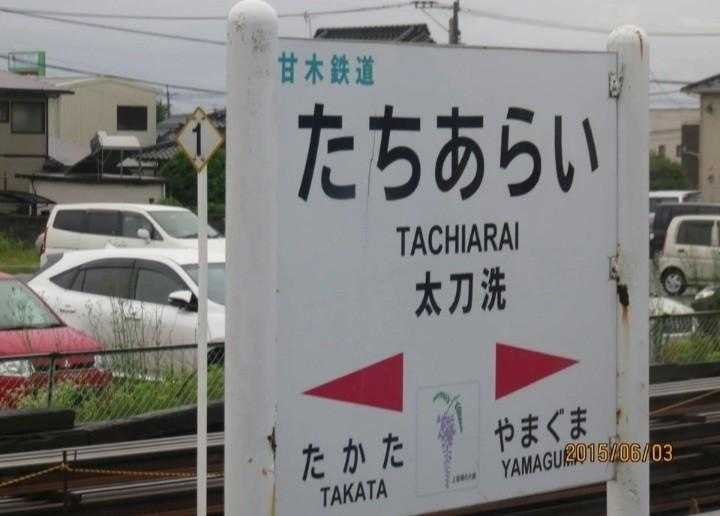 甘木鉄道
たちあらい
TACHIARAI
太刀洗
たかた
TAKATA
やまぐま
YAMAGUMA
1
2015/06/03